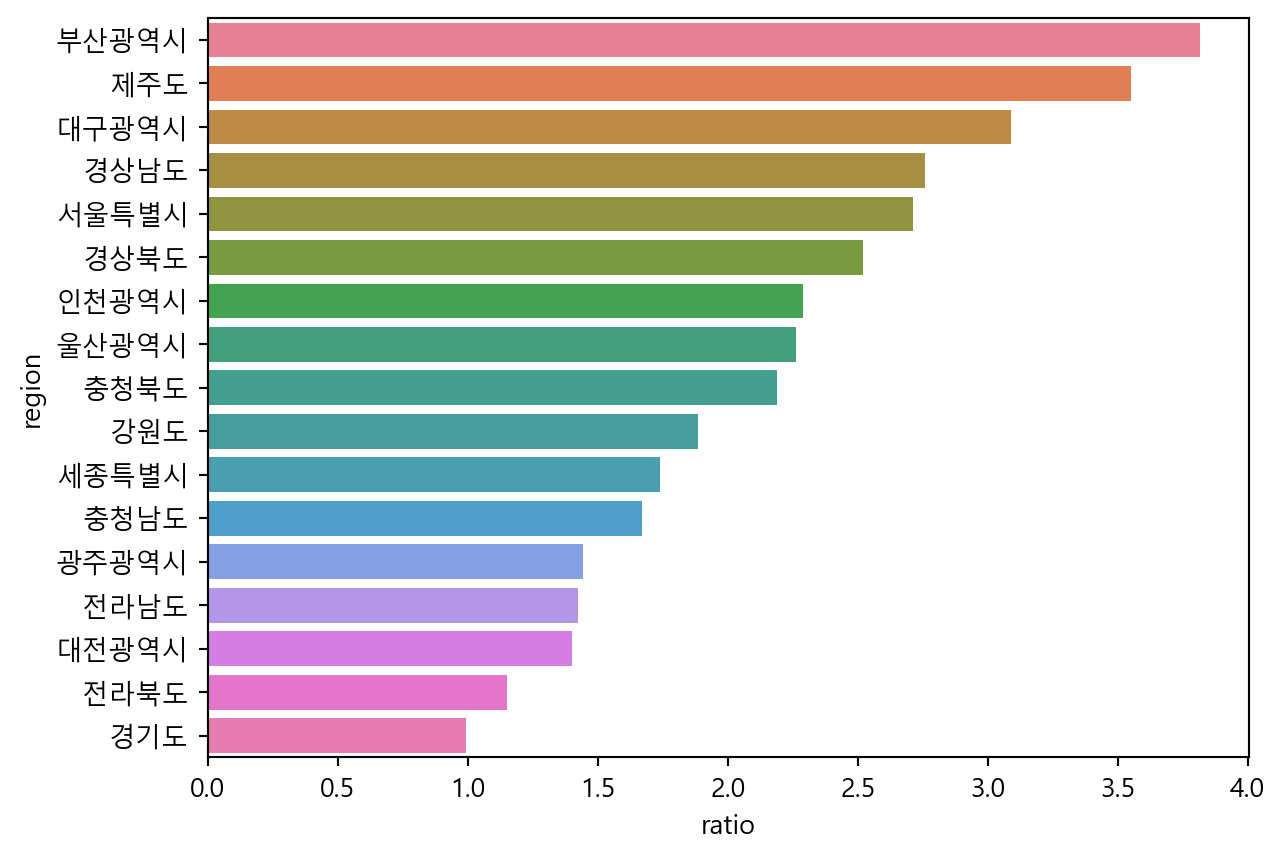 부산광역시
제주도
대구광역시
경상남도
서울특별시
경상북도
인천광역시
울산광역시
충청북도
강원도
세종특별시
충청남도
광주광역시
전라남도
대전광역시
전라북도
경기도
region
0.0 0.5 1.0 1.5 2.0 2.5 3.0 3.5 4.0
ratio